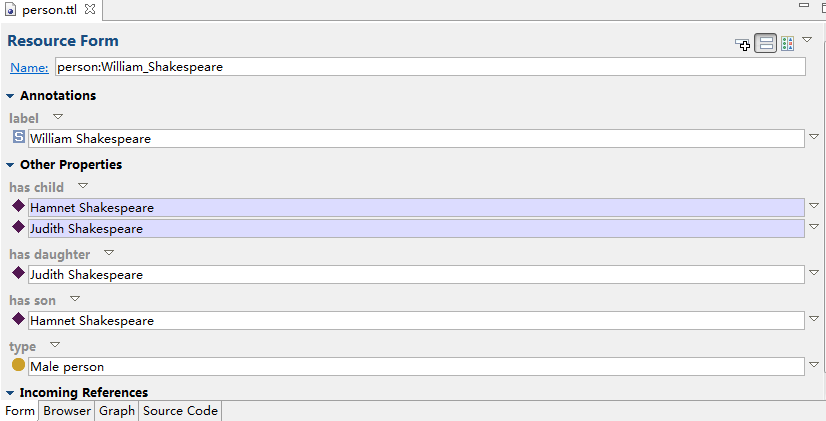 person.ttl
Resource Form
Name: person:William_Shakespeare
Annotations
label
S William Shakespeare
Other Properties
has child
Hamnet Shakespeare
Judith Shakespeare
has daughter
Judith Shakespeare
has son
Hamnet Shakespeare
type
Male person
Incoming References
Form Browser Graph Source Code